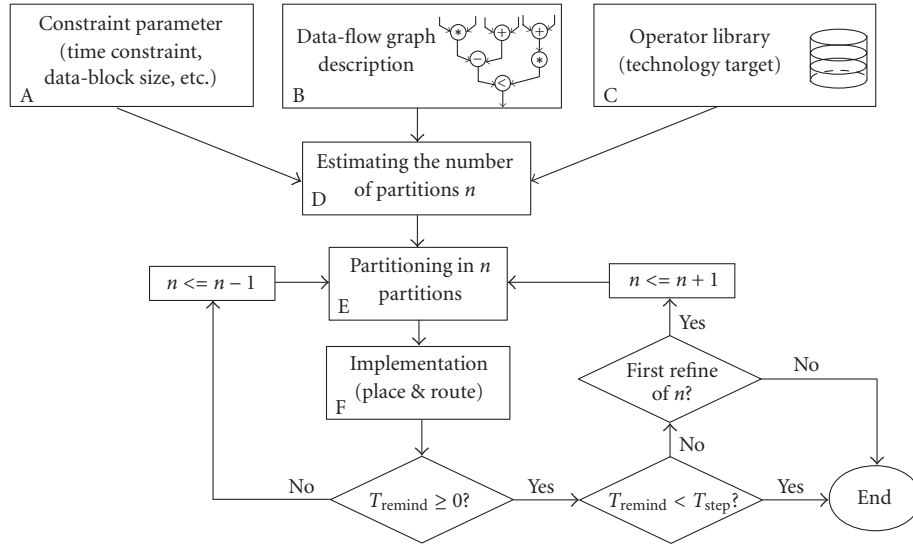 Constraint parameter
(time constraint,
data-block size, etc.)
A
Data-flow graph
description
B
* + +
− *
<
Operator library
(technology target)
C
Estimating the number
of partitions n
D
n <= n − 1
Partitioning in n
partitions
E
n <= n + 1
Yes
Implementation
(place & route)
F
First refine
of n?
No
No
No
T_remind ≥ 0?
Yes
T_remind < T_step?
Yes
End